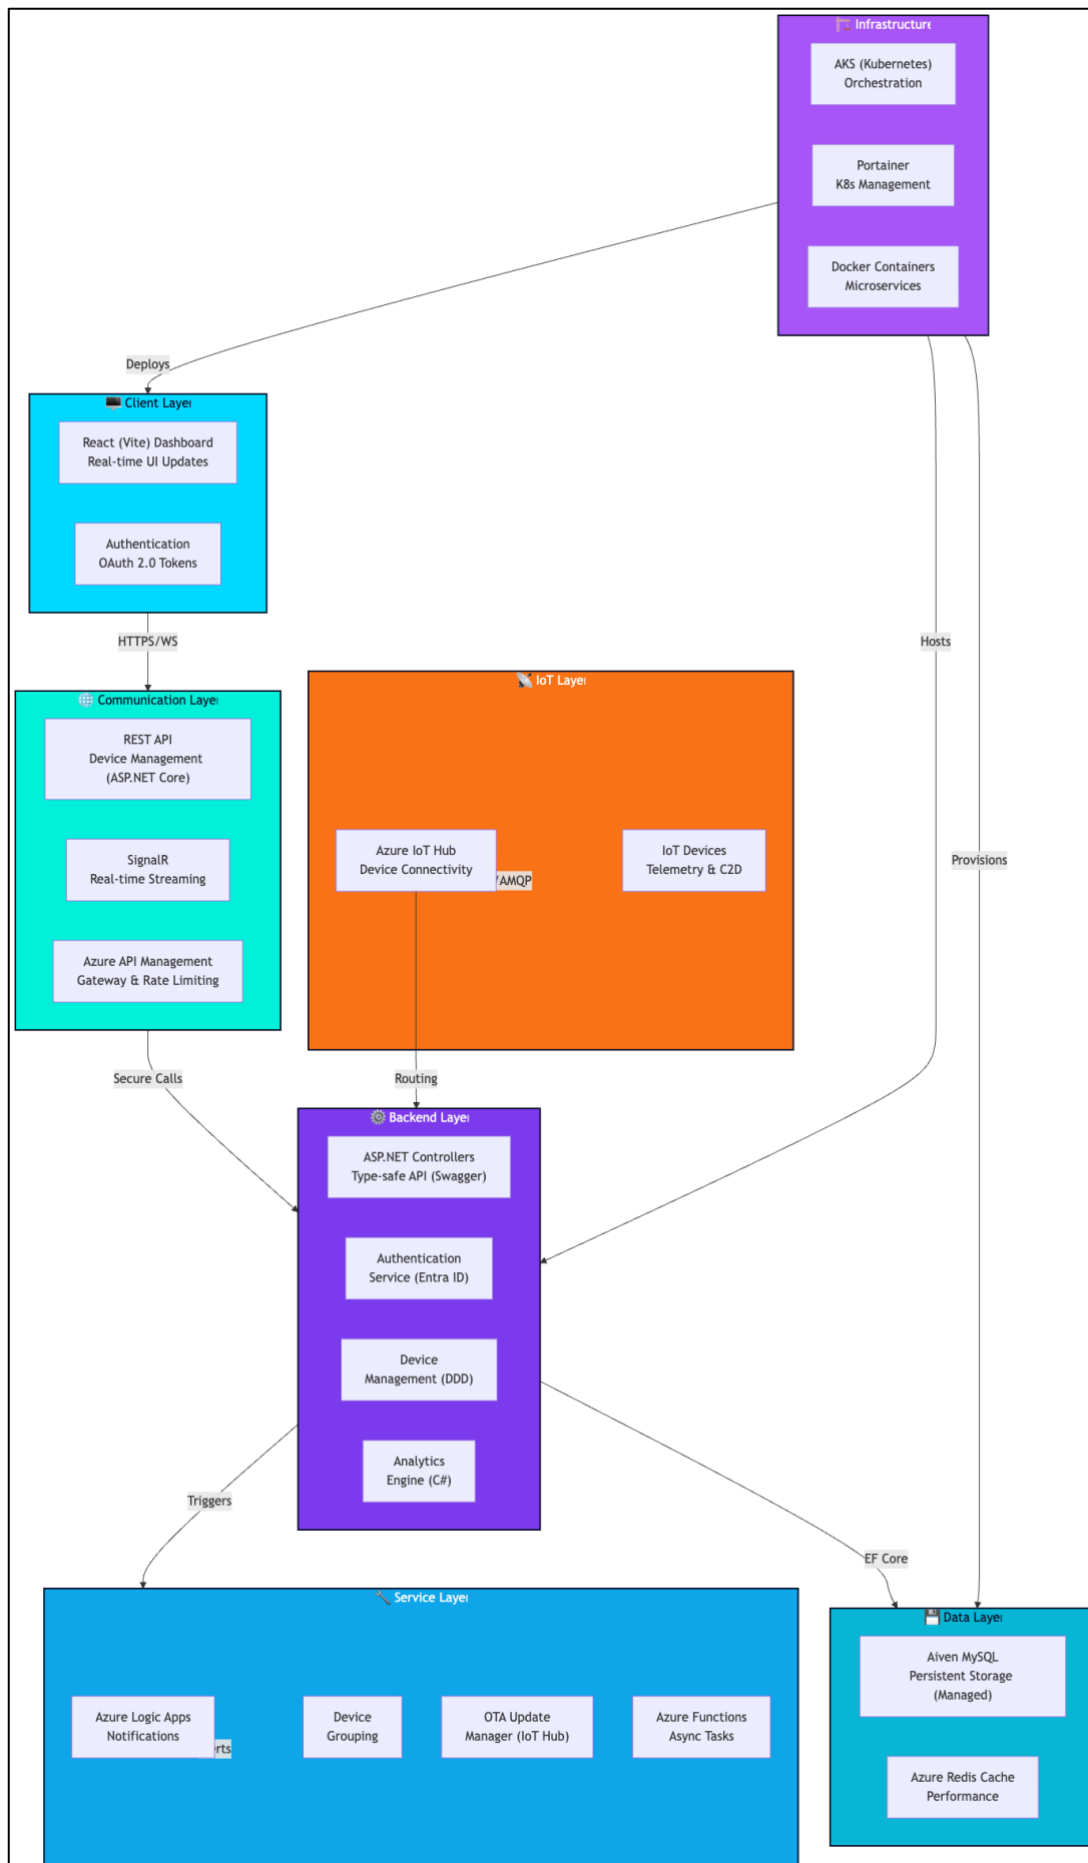 Infrastructure
AKS (Kubernetes)
Orchestration
Portainer
K8s Management
Docker Containers
Microservices
Deploys
Client Layer
React (Vite) Dashboard
Real-time UI Updates
Authentication
OAuth 2.0 Tokens
HTTPS/WS
Hosts
Communication Layer
REST API
Device Management
(ASP.NET Core)
SignalR
Real-time Streaming
Azure API Management
Gateway & Rate Limiting
IoT Layer
Azure IoT Hub
Device Connectivity
/AMQP
IoT Devices
Telemetry & C2D
Provisions
Secure Calls
Routing
Backend Layer
ASP.NET Controllers
Type-safe API (Swagger)
Authentication
Service (Entra ID)
Device
Management (DDD)
Analytics
Engine (C#)
Triggers
EF Core
Service Layer
Azure Logic Apps
Notifications
erts
Device
Grouping
OTA Update
Manager (IoT Hub)
Azure Functions
Async Tasks
Data Layer
Aiven MySQL
Persistent Storage
(Managed)
Azure Redis Cache
Performance